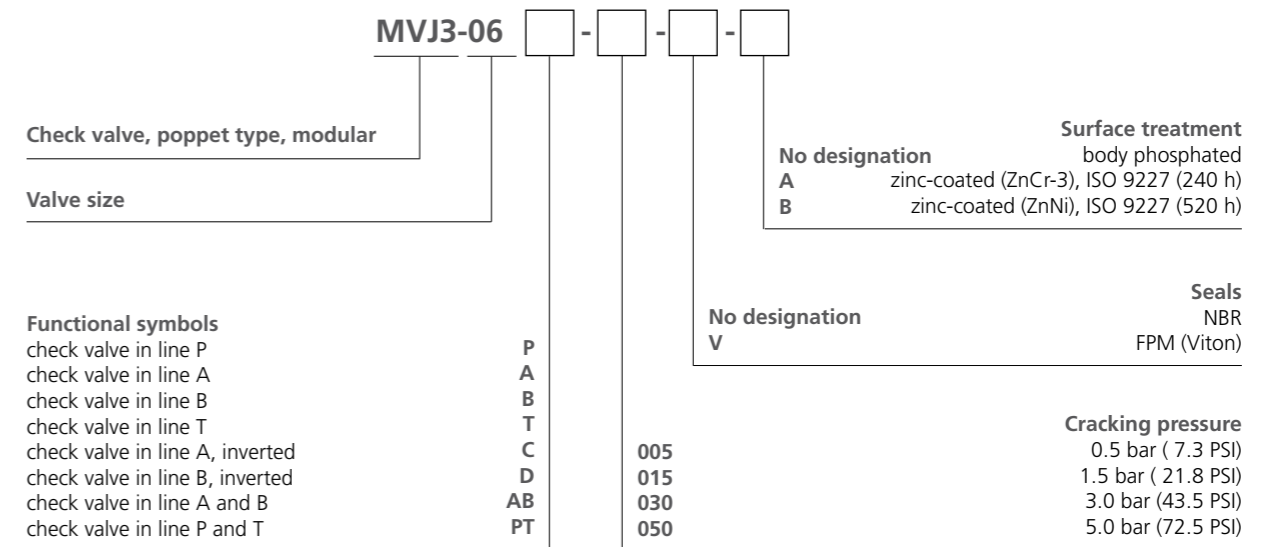 MVJ3-06 - - -
Check valve, poppet type, modular
Valve size
Surface treatment
No designation body phosphated
A zinc-coated (ZnCr-3), ISO 9227 (240 h)
B zinc-coated (ZnNi), ISO 9227 (520 h)
Seals
No designation NBR
V FPM (Viton)
Functional symbols
check valve in line P P
check valve in line A A
check valve in line B B
check valve in line T T
check valve in line A, inverted C
check valve in line B, inverted D
check valve in line A and B AB
check valve in line P and T PT
Cracking pressure
005 0.5 bar ( 7.3 PSI)
015 1.5 bar ( 21.8 PSI)
030 3.0 bar (43.5 PSI)
050 5.0 bar (72.5 PSI)